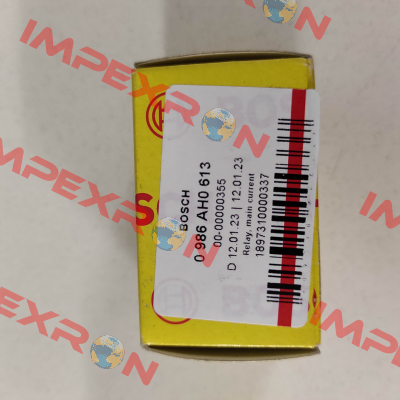 BOSCH
0 986 AH0 613
00-00000355
D 12.01.23 | 12.01.23
Relay, main current
1897310000337
IMPEXRON
IMPEXRON
IMPEXRON
IMPEXRON